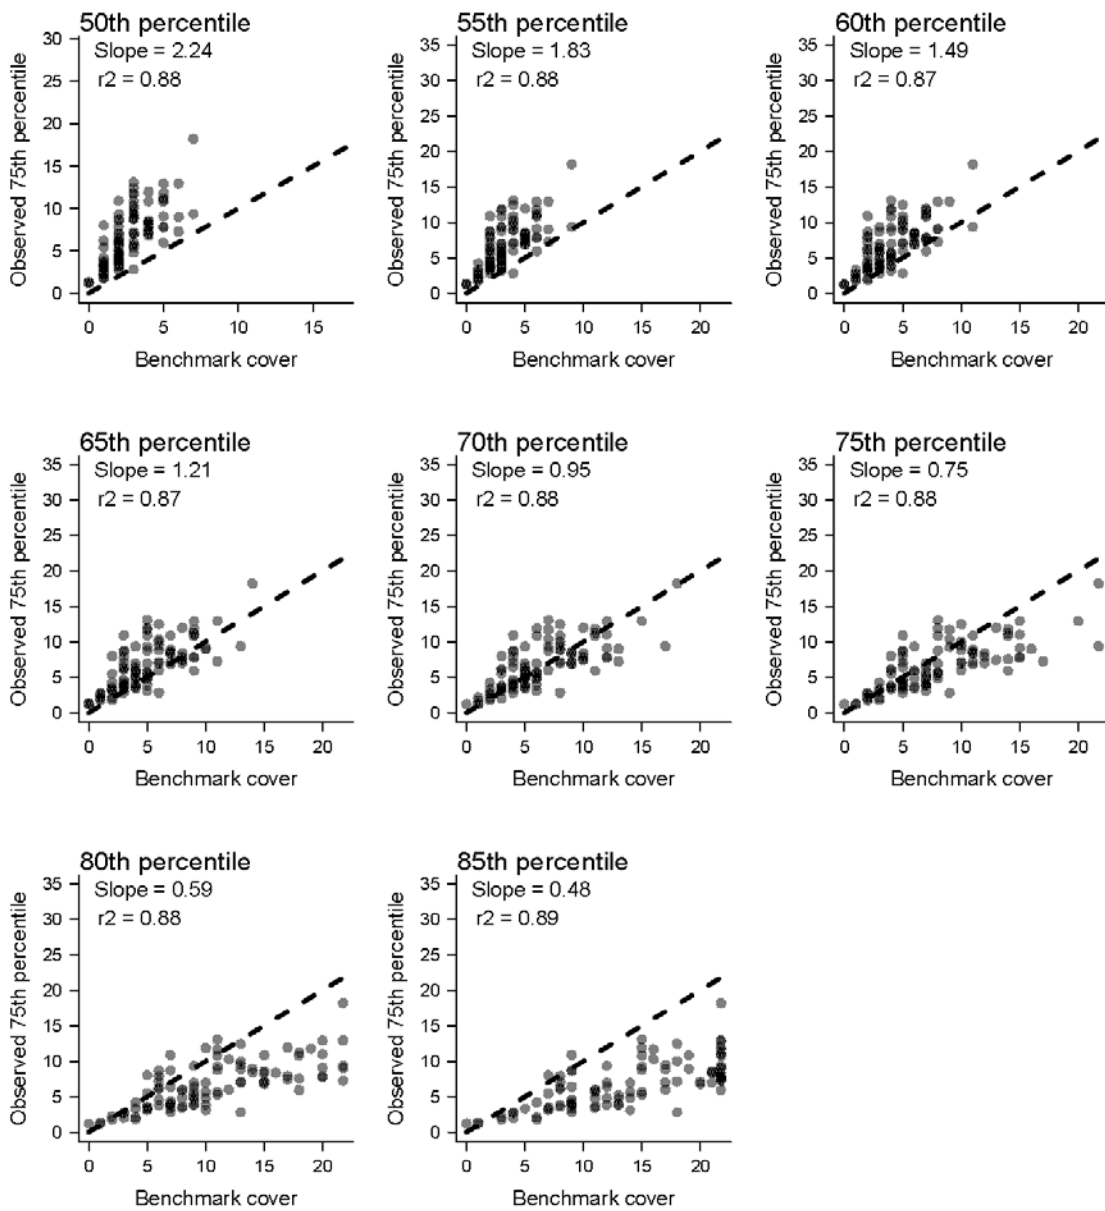 50th percentile
Slope = 2.24
r2 = 0.88
Observed 75th percentile
30
25
20
15
10
5
0
0 5 10 15
Benchmark cover
55th percentile
Slope = 1.83
r2 = 0.88
Observed 75th percentile
35
30
25
20
15
10
5
0
0 5 10 15 20
Benchmark cover
60th percentile
Slope = 1.49
r2 = 0.87
Observed 75th percentile
35
30
25
20
15
10
5
0
0 5 10 15 20
Benchmark cover
65th percentile
Slope = 1.21
r2 = 0.87
Observed 75th percentile
35
30
25
20
15
10
5
0
0 5 10 15 20
Benchmark cover
70th percentile
Slope = 0.95
r2 = 0.88
Observed 75th percentile
35
30
25
20
15
10
5
0
0 5 10 15 20
Benchmark cover
75th percentile
Slope = 0.75
r2 = 0.88
Observed 75th percentile
35
30
25
20
15
10
5
0
0 5 10 15 20
Benchmark cover
80th percentile
Slope = 0.59
r2 = 0.88
Observed 75th percentile
35
30
25
20
15
10
5
0
0 5 10 15 20
Benchmark cover
85th percentile
Slope = 0.48
r2 = 0.89
Observed 75th percentile
35
30
25
20
15
10
5
0
0 5 10 15 20
Benchmark cover